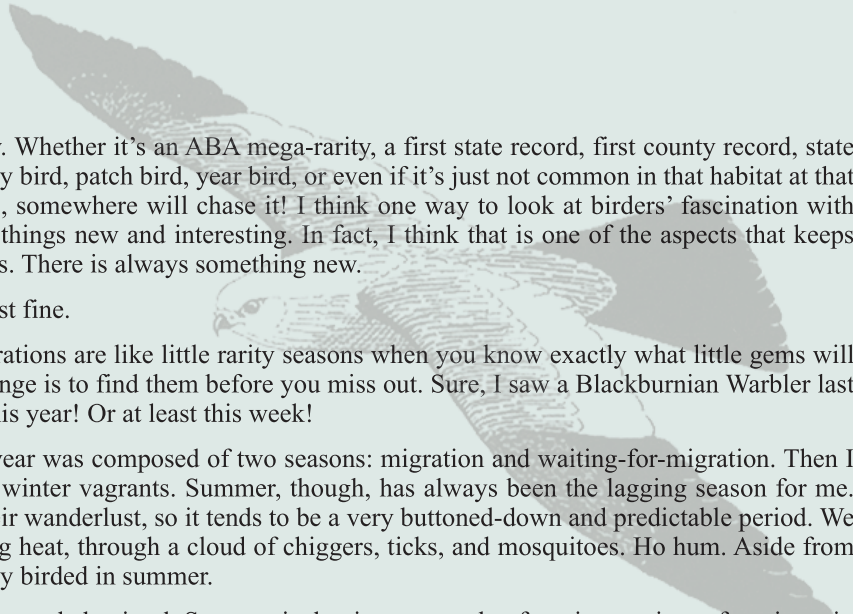 . Whether it’s an ABA mega-rarity, a first state record, first county record, state
y bird, patch bird, year bird, or even if it’s just not common in that habitat at that
, somewhere will chase it! I think one way to look at birders’ fascination with
things new and interesting. In fact, I think that is one of the aspects that keeps
s. There is always something new.
st fine.
rations are like little rarity seasons when you know exactly what little gems will
nge is to find them before you miss out. Sure, I saw a Blackburnian Warbler last
is year! Or at least this week!
year was composed of two seasons: migration and waiting-for-migration. Then I
winter vagrants. Summer, though, has always been the lagging season for me.
ir wanderlust, so it tends to be a very buttoned-down and predictable period. We
g heat, through a cloud of chiggers, ticks, and mosquitoes. Ho hum. Aside from
y birded in summer.